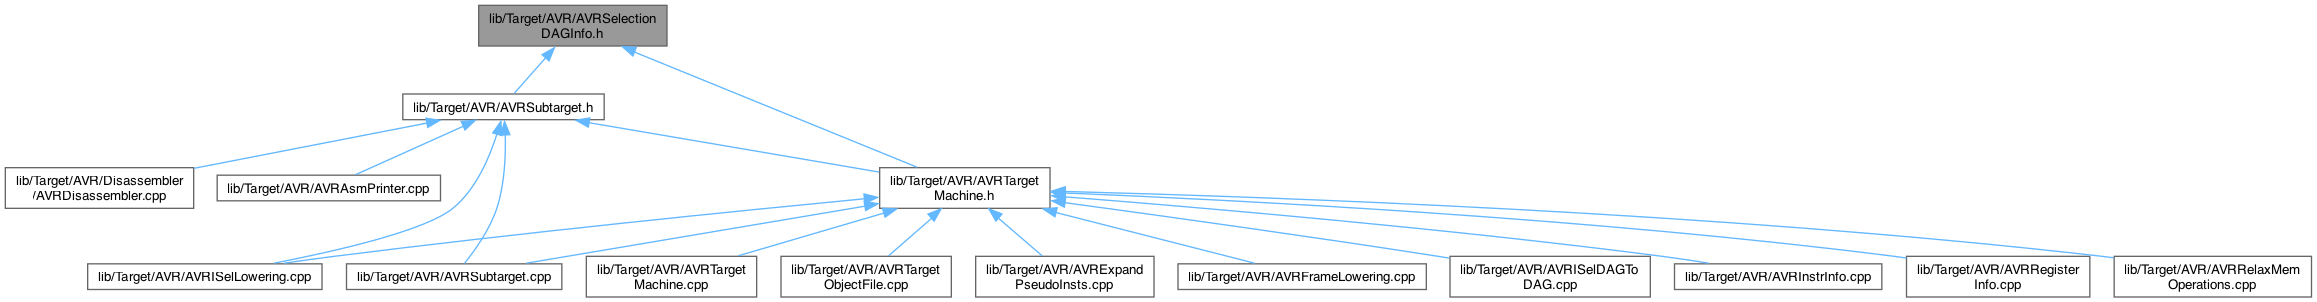 lib/Target/AVR/AVRSelection
DAGInfo.h
lib/Target/AVR/AVRSubtarget.h
lib/Target/AVR/Disassembler
/AVRDisassembler.cpp
lib/Target/AVR/AVRAsmPrinter.cpp
lib/Target/AVR/AVRTarget
Machine.h
lib/Target/AVR/AVRISelLowering.cpp
lib/Target/AVR/AVRSubtarget.cpp
lib/Target/AVR/AVRTarget
Machine.cpp
lib/Target/AVR/AVRTarget
ObjectFile.cpp
lib/Target/AVR/AVRExpand
PseudoInsts.cpp
lib/Target/AVR/AVRFrameLowering.cpp
lib/Target/AVR/AVRISelDAGTo
DAG.cpp
lib/Target/AVR/AVRInstrInfo.cpp
lib/Target/AVR/AVRRegister
Info.cpp
lib/Target/AVR/AVRRelaxMem
Operations.cpp